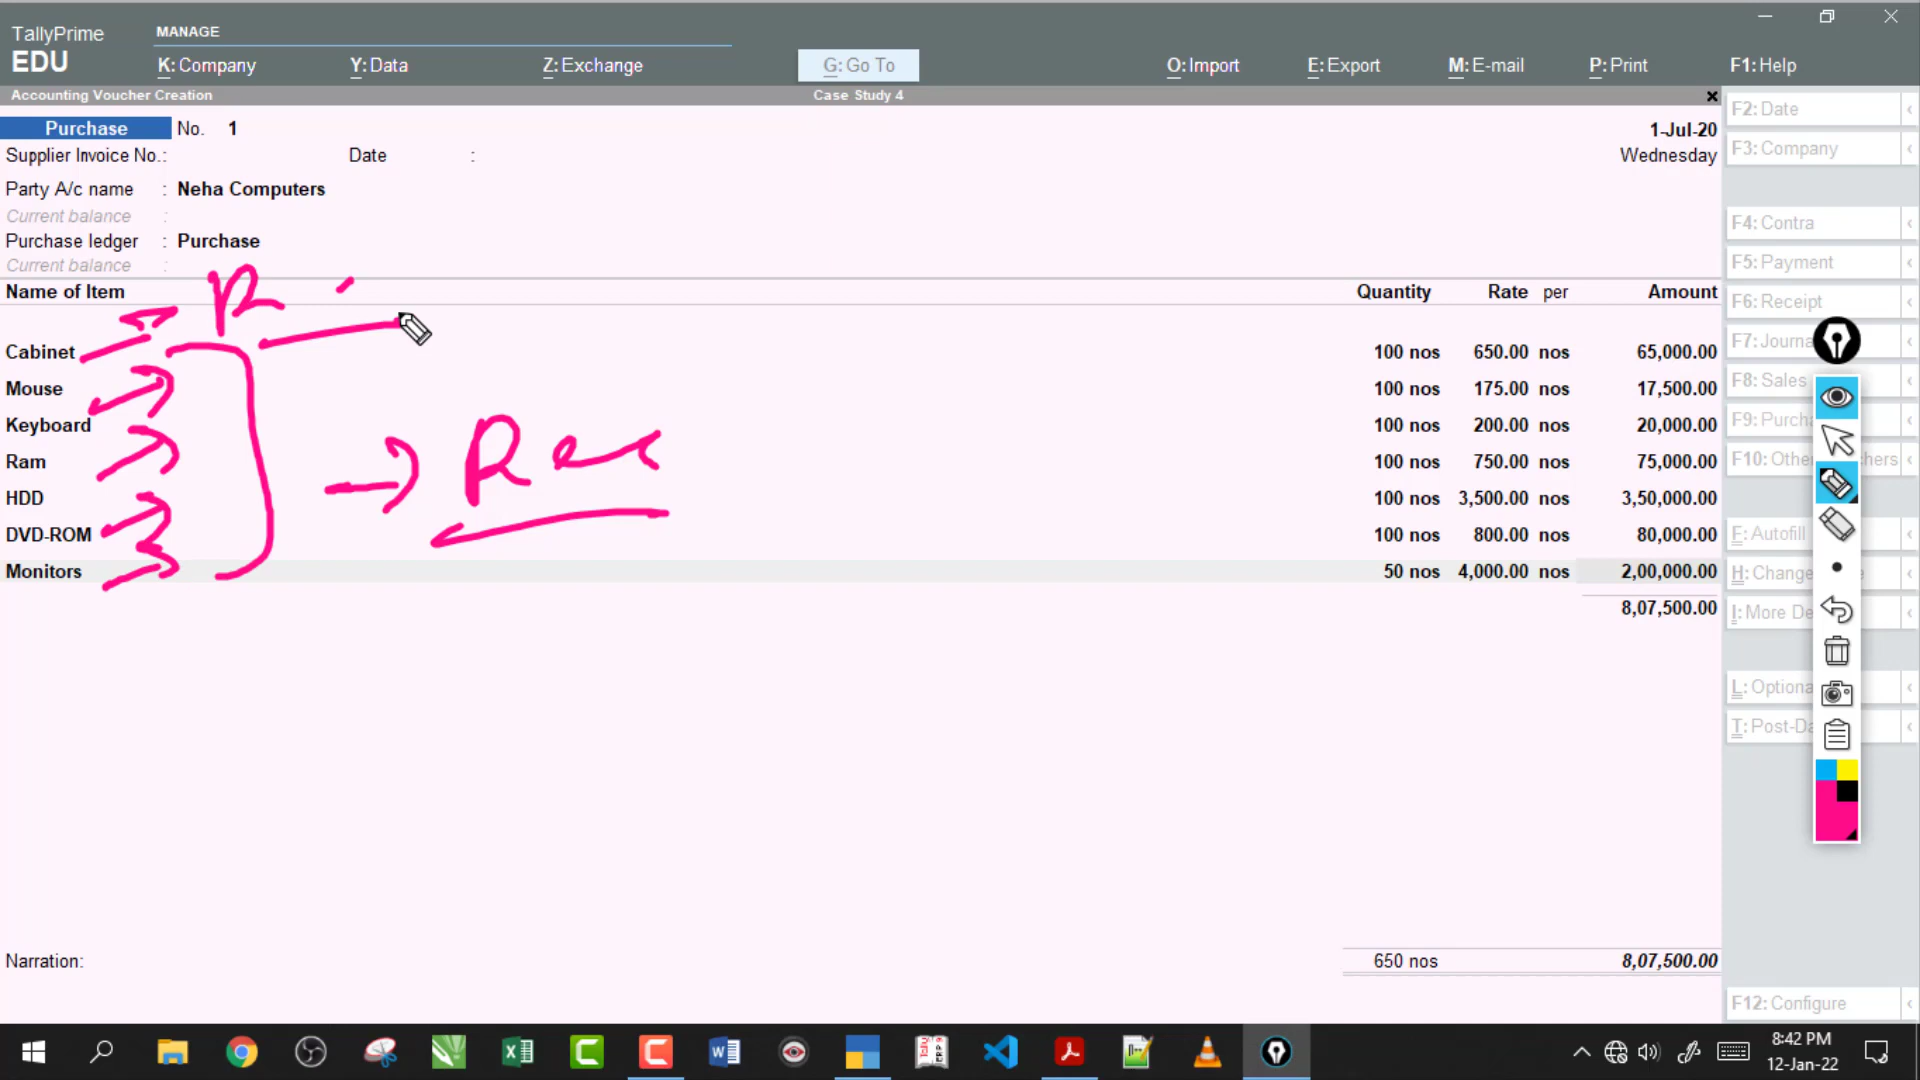 TallyPrime
EDU
MANAGE
K: Company Y: Data Z: Exchange G: Go To O: Import E: Export M: E-mail P: Print F1: Help
Accounting Voucher Creation Case Study 4
Purchase No. 1 1-Jul-20
Supplier Invoice No.: Date : Wednesday
Party A/c name : Neha Computers
Current balance :
Purchase ledger : Purchase
Current balance :
Name of Item Quantity Rate per Amount
Cabinet 100 nos 650.00 nos 65,000.00
Mouse 100 nos 175.00 nos 17,500.00
Keyboard 100 nos 200.00 nos 20,000.00
Ram 100 nos 750.00 nos 75,000.00
HDD 100 nos 3,500.00 nos 3,50,000.00
DVD-ROM 100 nos 800.00 nos 80,000.00
Monitors 50 nos 4,000.00 nos 2,00,000.00
8,07,500.00
Narration: 650 nos 8,07,500.00
F2: Date
F3: Company
F4: Contra
F5: Payment
F6: Receipt
F8: Sales
F: Autofill
F12: Configure
8:42 PM
12-Jan-22